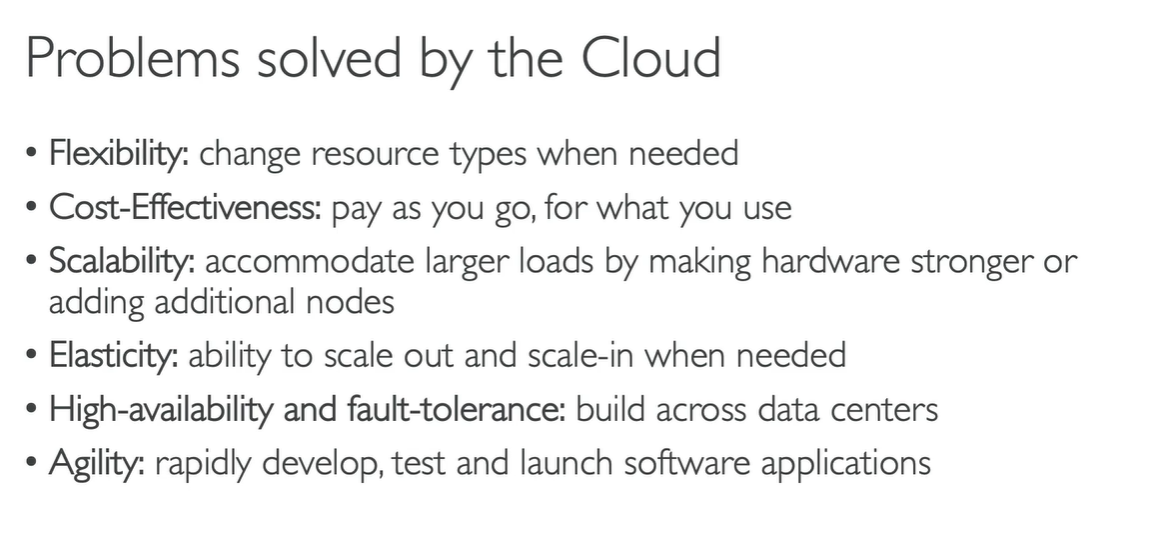 Problems solved by the Cloud
• Flexibility: change resource types when needed
• Cost-Effectiveness: pay as you go, for what you use
• Scalability: accommodate larger loads by making hardware stronger or
adding additional nodes
• Elasticity: ability to scale out and scale-in when needed
• High-availability and fault-tolerance: build across data centers
• Agility: rapidly develop, test and launch software applications